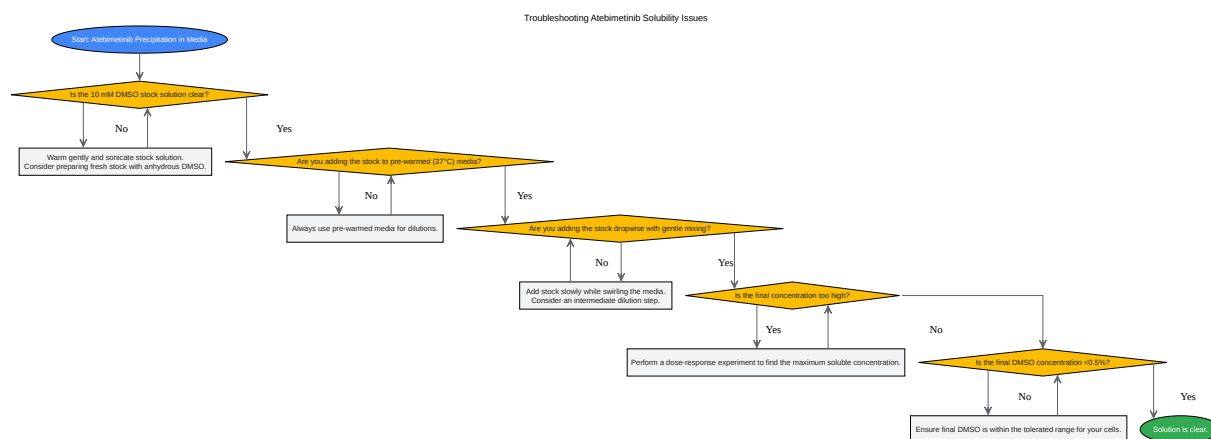 Troubleshooting Atebimetinib Solubility Issues
Start: Atebimetinib Precipitation in Media
Is the 10 mM DMSO stock solution clear?
No
Yes
Warm gently and sonicate stock solution.
Consider preparing fresh stock with anhydrous DMSO.
Are you adding the stock to pre-warmed (37°C) media?
No
Yes
Always use pre-warmed media for dilutions.
Are you adding the stock dropwise with gentle mixing?
No
Yes
Add stock slowly while swirling the media.
Consider an intermediate dilution step.
Is the final concentration too high?
Yes
No
Perform a dose-response experiment to find the maximum soluble concentration.
Is the final DMSO concentration <0.5%?
No
Yes
Ensure final DMSO is within the tolerated range for your cells.
Solution is clear.